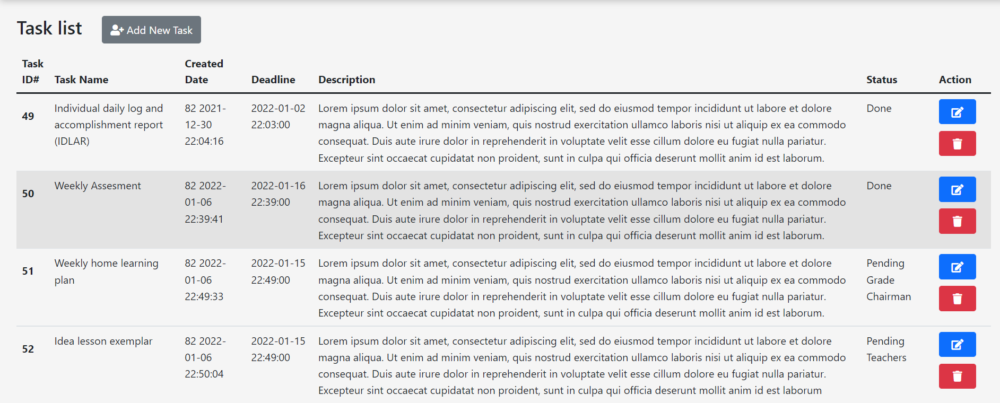 Task list
Add New Task
Task ID#
Task Name
Created Date
Deadline
Description
Status
Action
49
Individual daily log and
accomplishment report
(IDLAR)
82 2021-
12-30
22:04:16
2022-01-02
22:03:00
Lorem ipsum dolor sit amet, consectetur adipiscing elit, sed do eiusmod tempor incididunt ut labore et dolore
magna aliqua. Ut enim ad minim veniam, quis nostrud exercitation ullamco laboris nisi ut aliquip ex ea commodo
consequat. Duis aute irure dolor in reprehenderit in voluptate velit esse cillum dolore eu fugiat nulla pariatur.
Excepteur sint occaecat cupidatat non proident, sunt in culpa qui officia deserunt mollit anim id est laborum.
Done
50
Weekly Assesment
82 2022-
01-06
22:39:41
2022-01-16
22:39:00
Lorem ipsum dolor sit amet, consectetur adipiscing elit, sed do eiusmod tempor incididunt ut labore et dolore
magna aliqua. Ut enim ad minim veniam, quis nostrud exercitation ullamco laboris nisi ut aliquip ex ea commodo
consequat. Duis aute irure dolor in reprehenderit in voluptate velit esse cillum dolore eu fugiat nulla pariatur.
Excepteur sint occaecat cupidatat non proident, sunt in culpa qui officia deserunt mollit anim id est laborum.
Done
51
Weekly home learning
plan
82 2022-
01-06
22:49:33
2022-01-15
22:49:00
Lorem ipsum dolor sit amet, consectetur adipiscing elit, sed do eiusmod tempor incididunt ut labore et dolore
magna aliqua. Ut enim ad minim veniam, quis nostrud exercitation ullamco laboris nisi ut aliquip ex ea commodo
consequat. Duis aute irure dolor in reprehenderit in voluptate velit esse cillum dolore eu fugiat nulla pariatur.
Excepteur sint occaecat cupidatat non proident, sunt in culpa qui officia deserunt mollit anim id est laborum.
Pending
Grade
Chairman
52
Idea lesson exemplar
82 2022-
01-06
22:50:04
2022-01-15
22:49:00
Lorem ipsum dolor sit amet, consectetur adipiscing elit, sed do eiusmod tempor incididunt ut labore et dolore
magna aliqua. Ut enim ad minim veniam, quis nostrud exercitation ullamco laboris nisi ut aliquip ex ea commodo
consequat. Duis aute irure dolor in reprehenderit in voluptate velit esse cillum dolore eu fugiat nulla pariatur.
Excepteur sint occaecat cupidatat non proident, sunt in culpa qui officia deserunt mollit anim id est laborum
Pending
Teachers